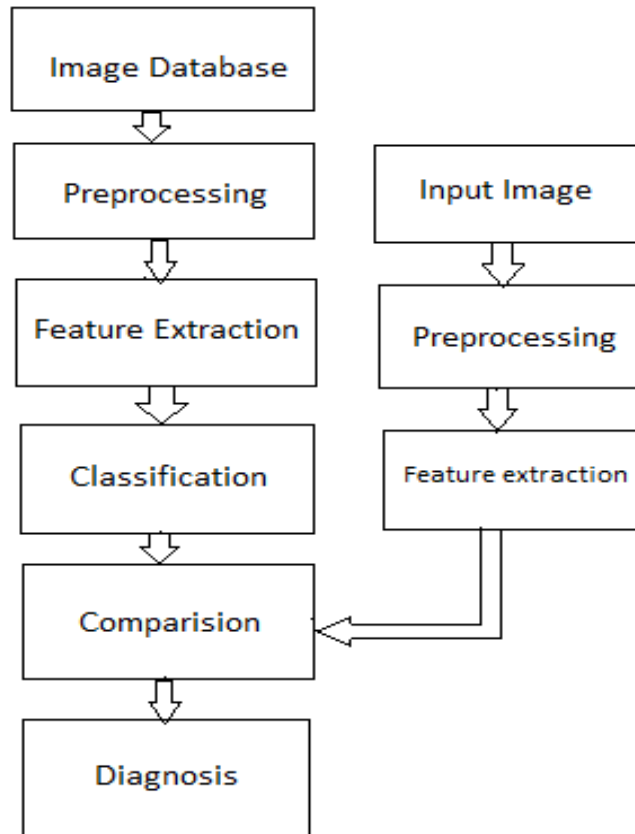 Image Database
Preprocessing
Feature Extraction
Classification
Comparision
Diagnosis
Input Image
Preprocessing
Feature extraction